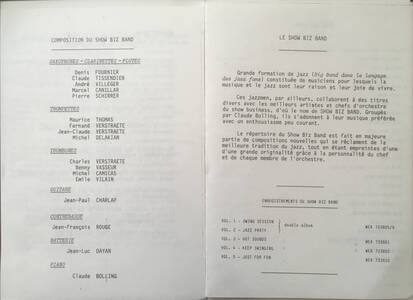 COMPOSITION DU SHOW BIZ BAND
SAXOPHONES - CLARINETTES - FLUTES
Denis FOURNIER
Claude TISSENDIER
André VILLEGER
Marcel CANILLAR
Pierre SCHIRRER
TROMPETTES
Maurice THOMAS
Fernand VERSTRAETE
Jean-Claude VERSTRAETE
Michel DELAKIAN
TROMBONES
Charles VERSTRAETE
Benny VASSEUR
Michel CAMICAS
Emile VILAIN
GUITARE
Jean-Paul CHARLAP
CONTREBASSE
Jean-François ROUGE
BATTERIE
Jean-Luc DAYAN
PIANO
Claude BOLLING
LE SHOW BIZ BAND
Grande formation de jazz (big band dans le langage
des jazz fans) constituée de musiciens pour lesquels la
musique et le jazz sont leur raison et leur joie de vivre.
Ces jazzmen, par ailleurs, collaborent à des titres
divers avec les meilleurs artistes et chefs d'orchestre
du show business, d'où le nom de SHOW BIZ BAND. Groupés
par Claude Bolling, ils s'adonnent à leur musique préférée
avec un enthousiasme peu courant.
Le répertoire du Show Biz Band est fait en majeure
partie de compositions nouvelles qui se réclament de la
meilleure tradition du jazz, tout en étant empreintes d'une
d'une grande originalité grâce à la personnalité du chef
et de chaque membre de l'orchestre.
ENREGISTREMENTS DU SHOW BIZ BAND
VOL. 1 - SWING SESSION
double album
VOL. 2 - JAZZ PARTY
VOL. 3 - HOT SOUNDS
VOL. 4 - KEEP SWINGING
VOL. 5 - JUST FOR FUN